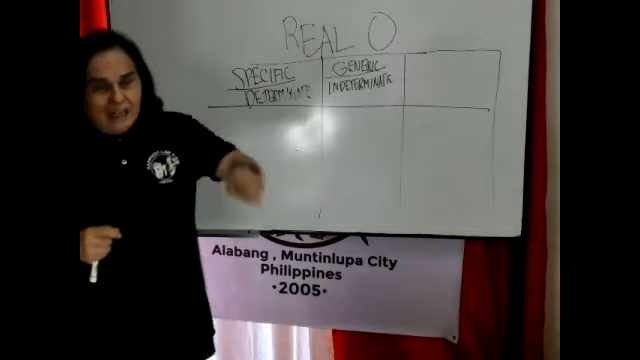 REAL O
SPECIFIC
DETERMINATE
GENERIC
INDETERMINATE
Alabang , Muntinlupa City
Philippines
•2005•